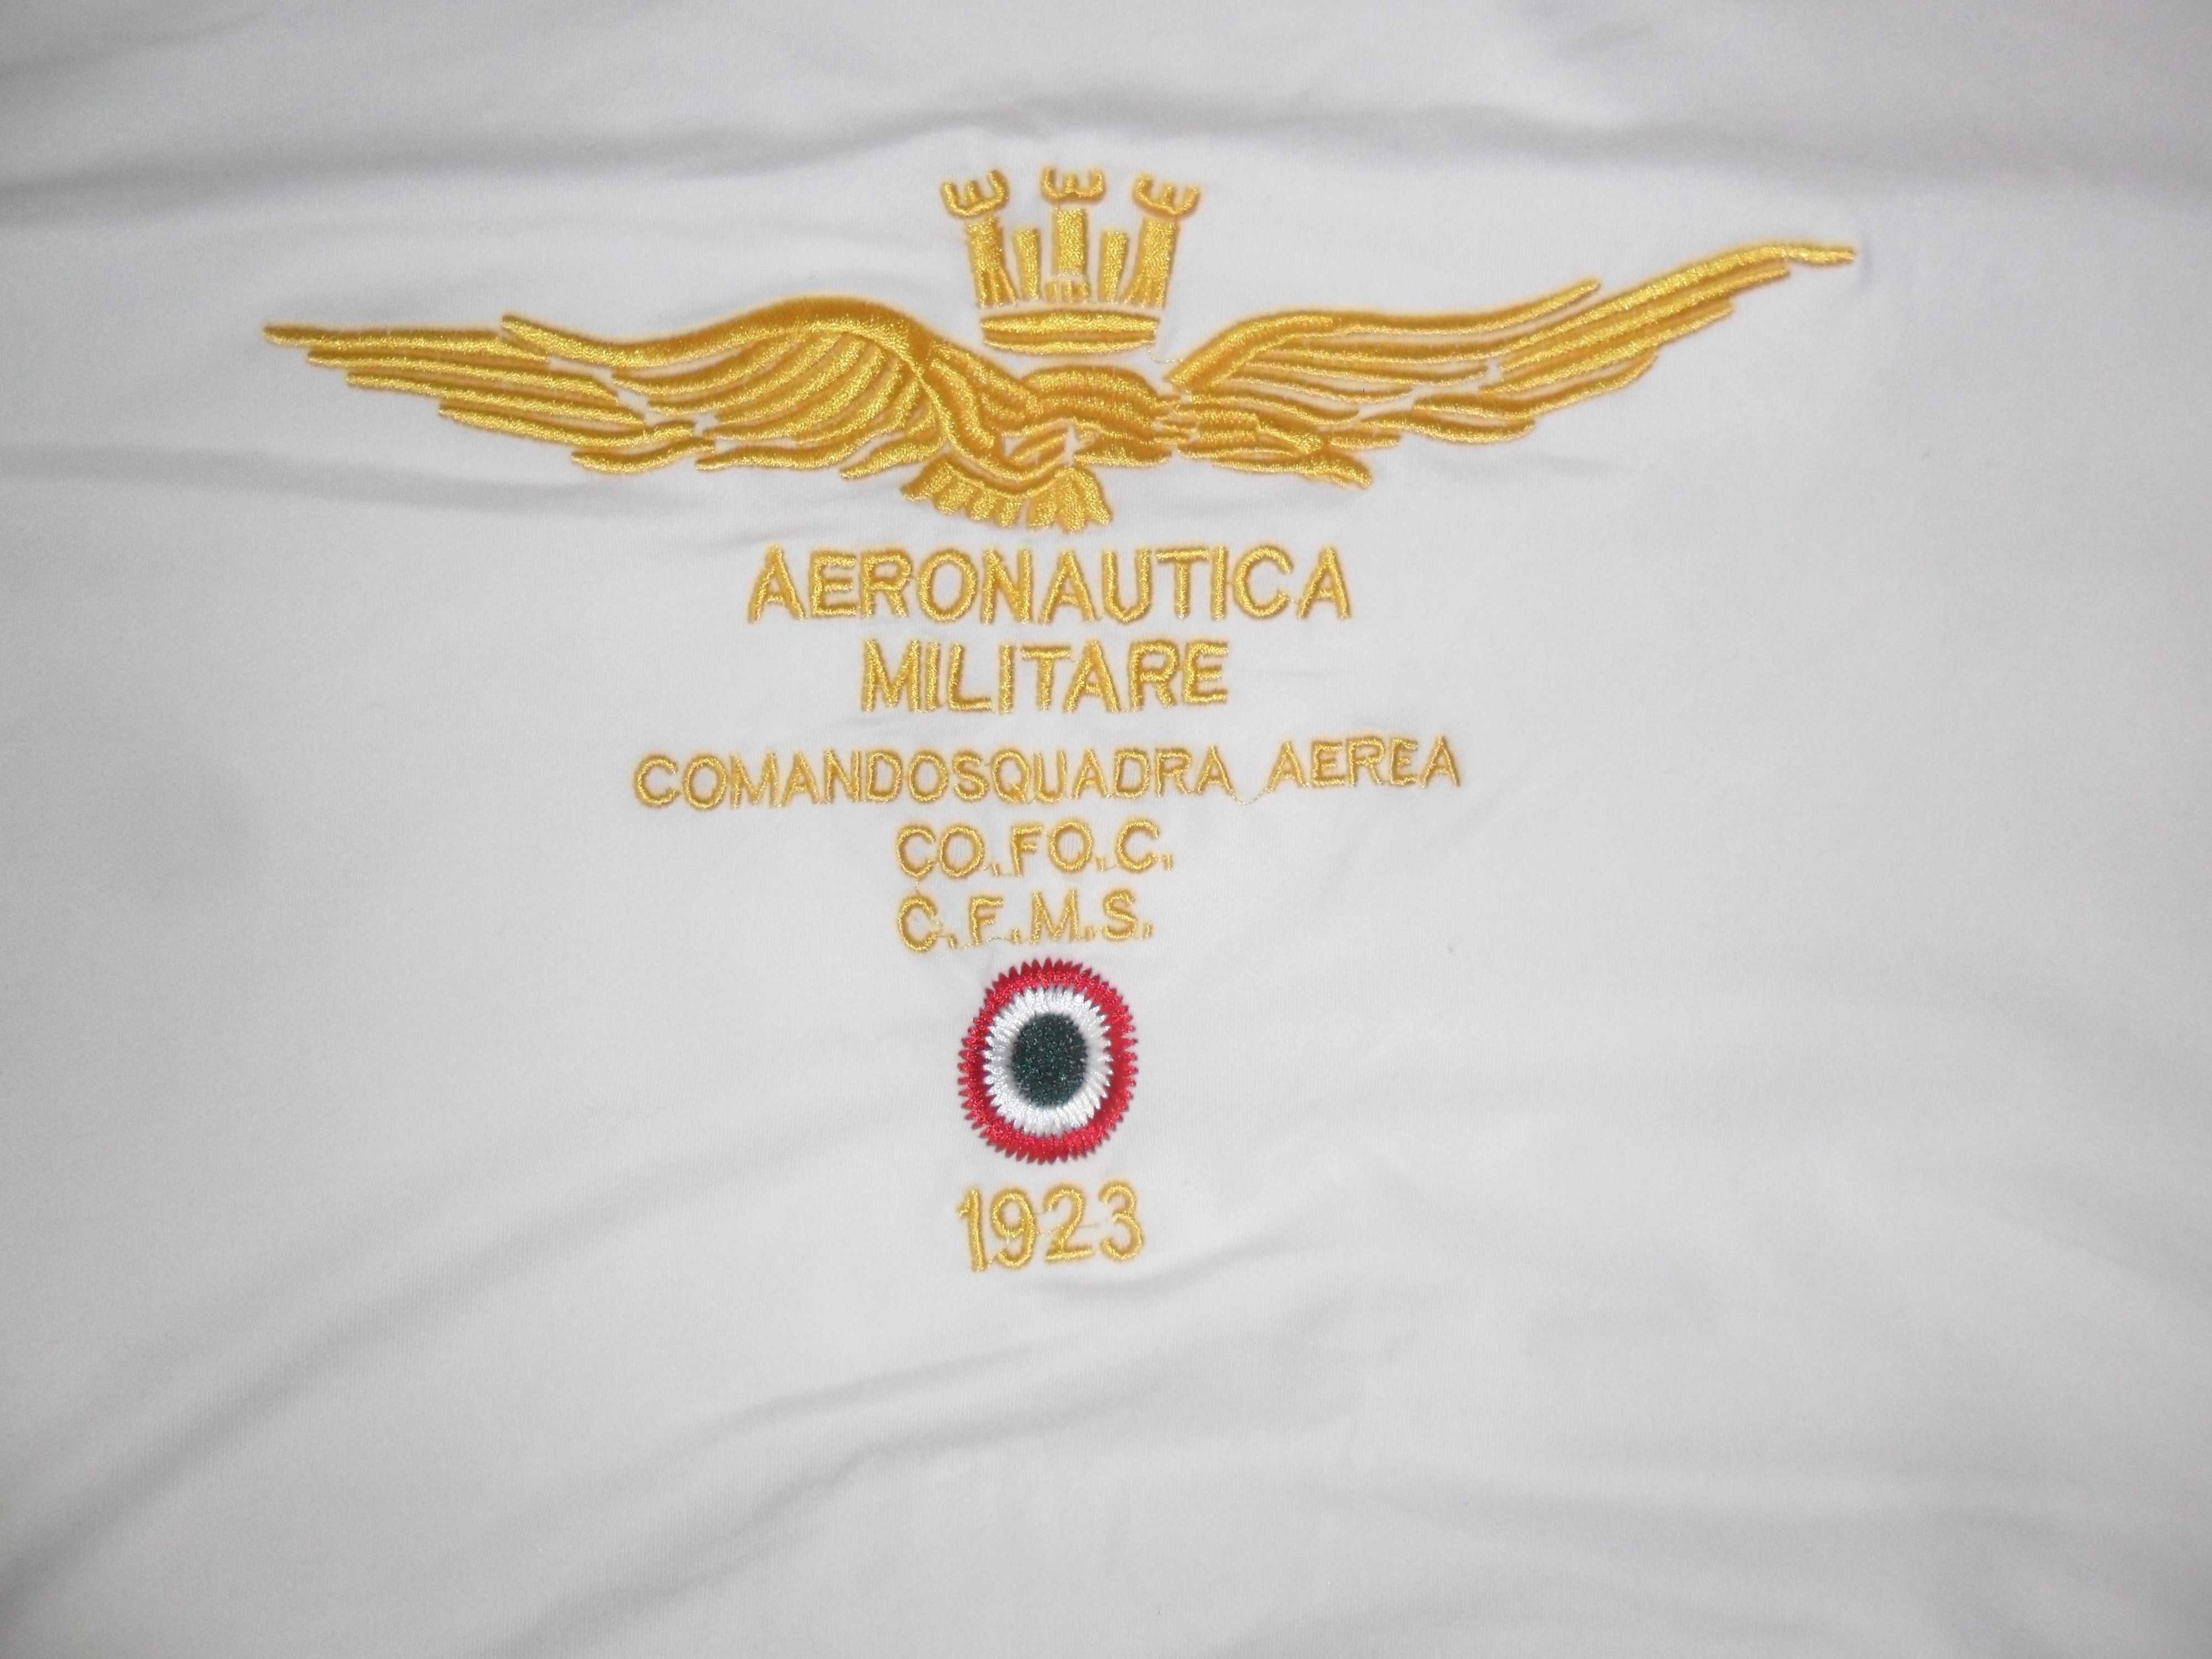 AERONAUTICA
MILITARE
COMANDOSQUADRA AEREA
CO.FO.C.
C.F.M.S.
1923